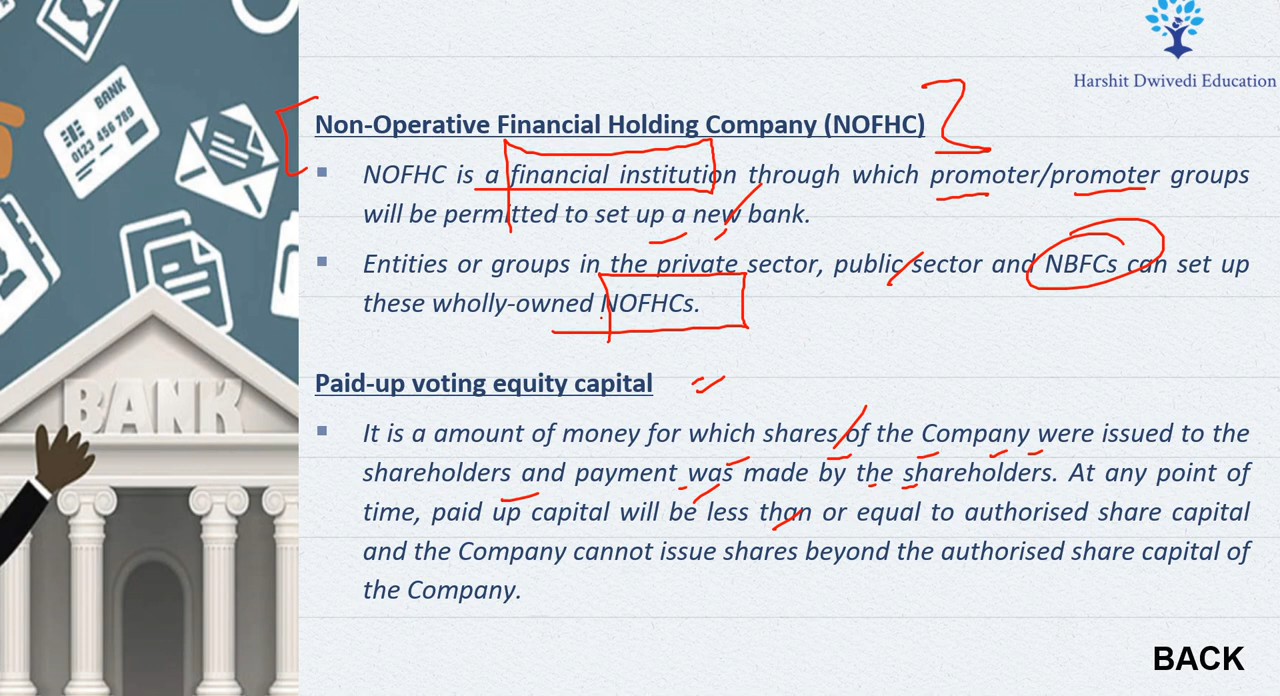 BANK
0123 456 789
Harshit Dwivedi Education
Non-Operative Financial Holding Company (NOFHC)
NOFHC is a financial institution through which promoter/promoter groups
will be permitted to set up a new bank.
Entities or groups in the private sector, public sector and NBFCs can set up
these wholly-owned NOFHCs.
Paid-up voting equity capital
It is a amount of money for which shares of the Company were issued to the
shareholders and payment was made by the shareholders. At any point of
time, paid up capital will be less than or equal to authorised share capital
and the Company cannot issue shares beyond the authorised share capital of
the Company.
BANK
BACK